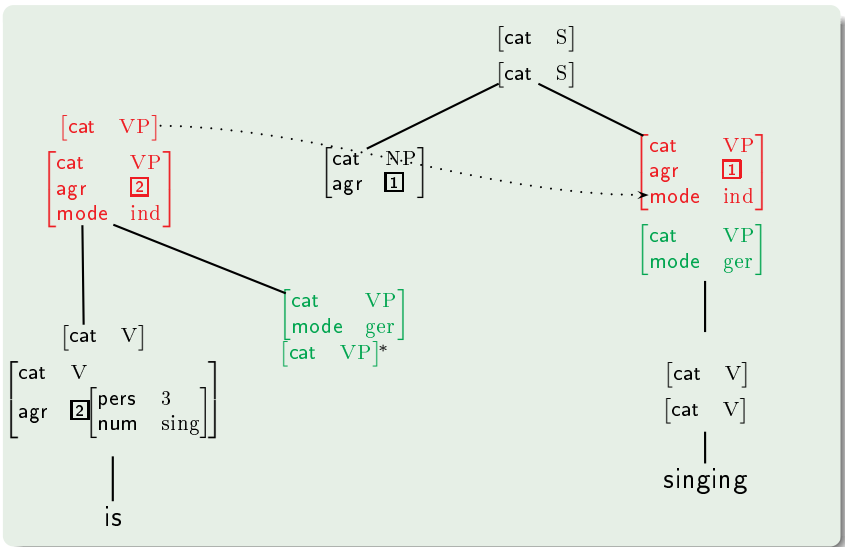 [cat S]
[cat S]
[cat VP]
[cat VP
agr 2
mode ind]
[cat NP
agr 1]
[cat VP
agr 1
mode ind]
[cat VP
mode ger]
[cat VP
mode ger]
[cat VP]*
[cat V]
[cat V
agr 2 [pers 3
num sing]]
[cat V]
[cat V]
singing
is